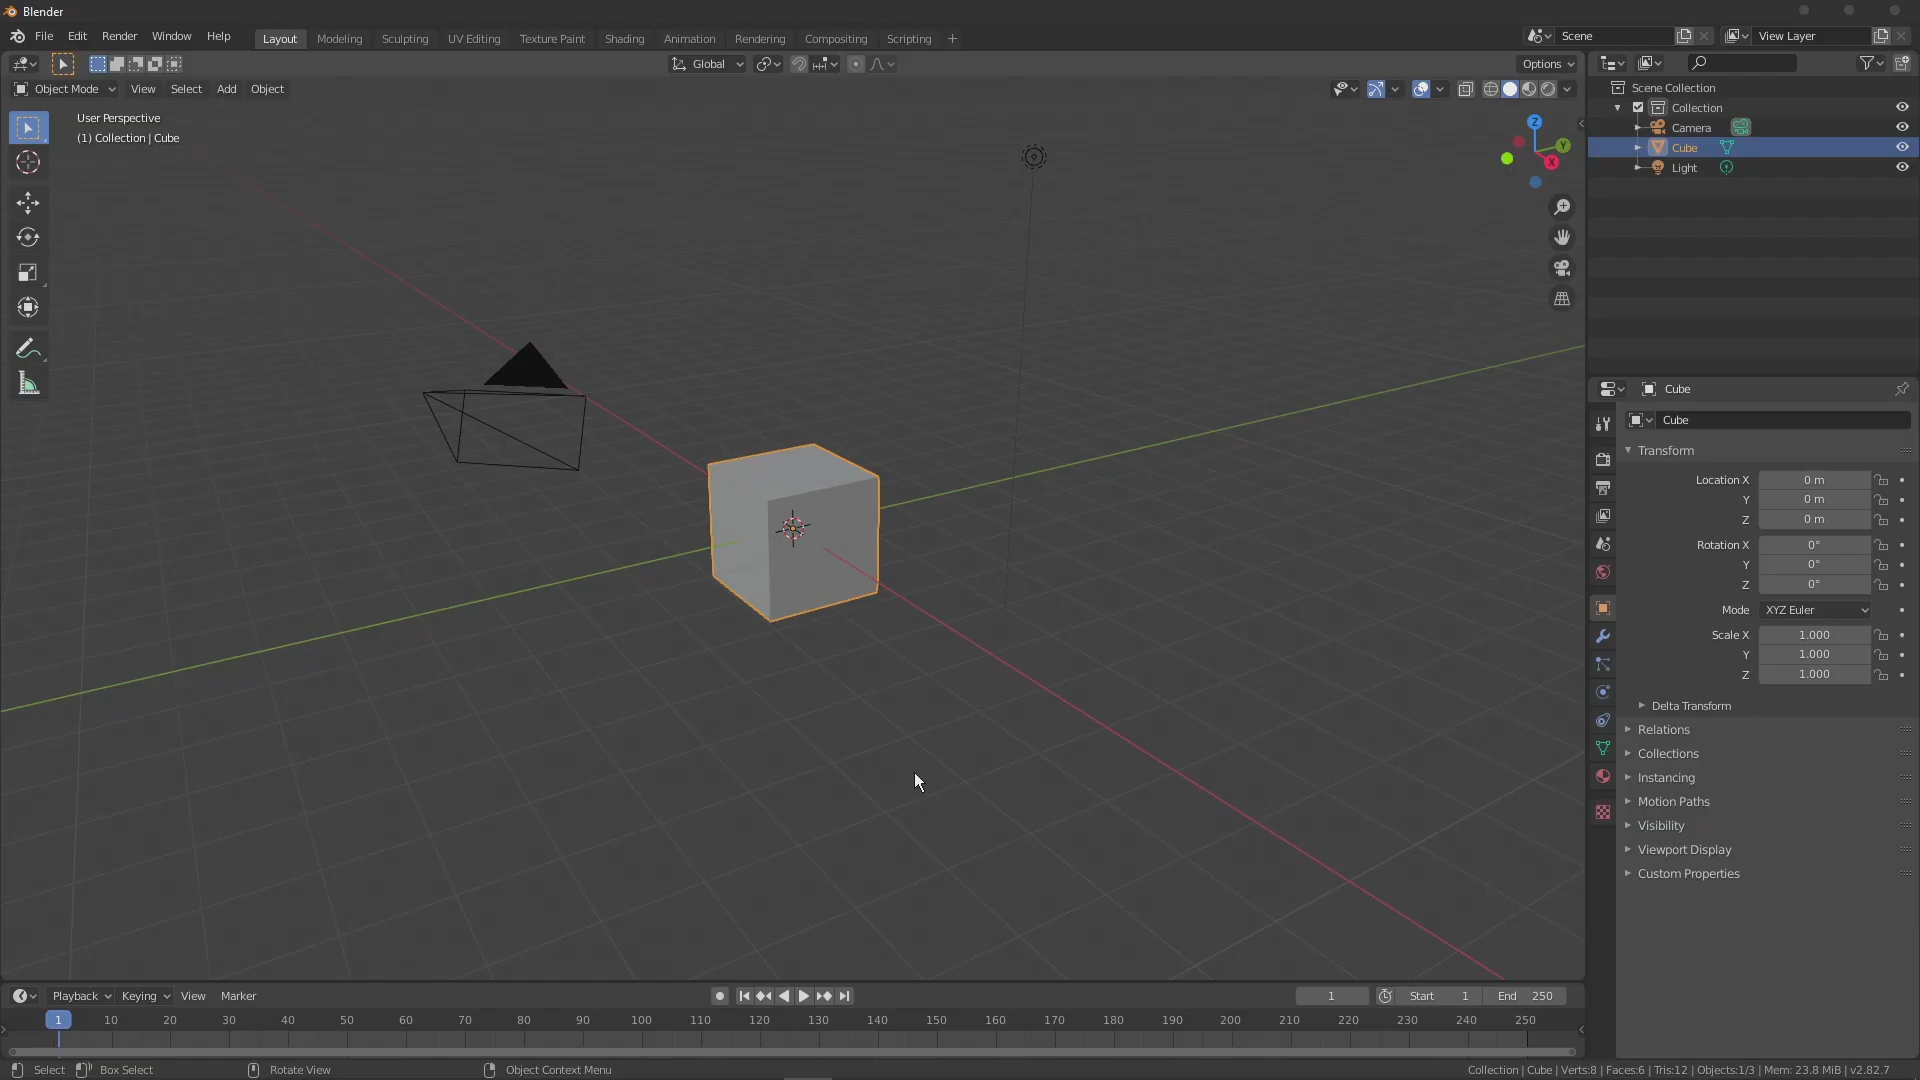 Blender
File Edit Render Window Help Layout Modeling Sculpting UV Editing Texture Paint Shading Animation Rendering Compositing Scripting + Scene View Layer
Global Options
Object Mode View Select Add Object
User Perspective
(1) Collection | Cube
Z
Y
X
Scene Collection
Collection
Camera
Cube
Light
Cube
Cube
Transform
Location X 0 m
Y 0 m
Z 0 m
Rotation X 0°
Y 0°
Z 0°
Mode XYZ Euler
Scale X 1.000
Y 1.000
Z 1.000
Delta Transform
Relations
Collections
Instancing
Motion Paths
Visibility
Viewport Display
Custom Properties
Playback Keying View Marker 1 Start 1 End 250
1 10 20 30 40 50 60 70 80 90 100 110 120 130 140 150 160 170 180 190 200 210 220 230 240 250
Select Box Select Rotate View Object Context Menu Collection | Cube | Verts:8 | Faces:6 | Tris:12 | Objects:1/3 | Mem: 23.8 MiB | v2.82.7